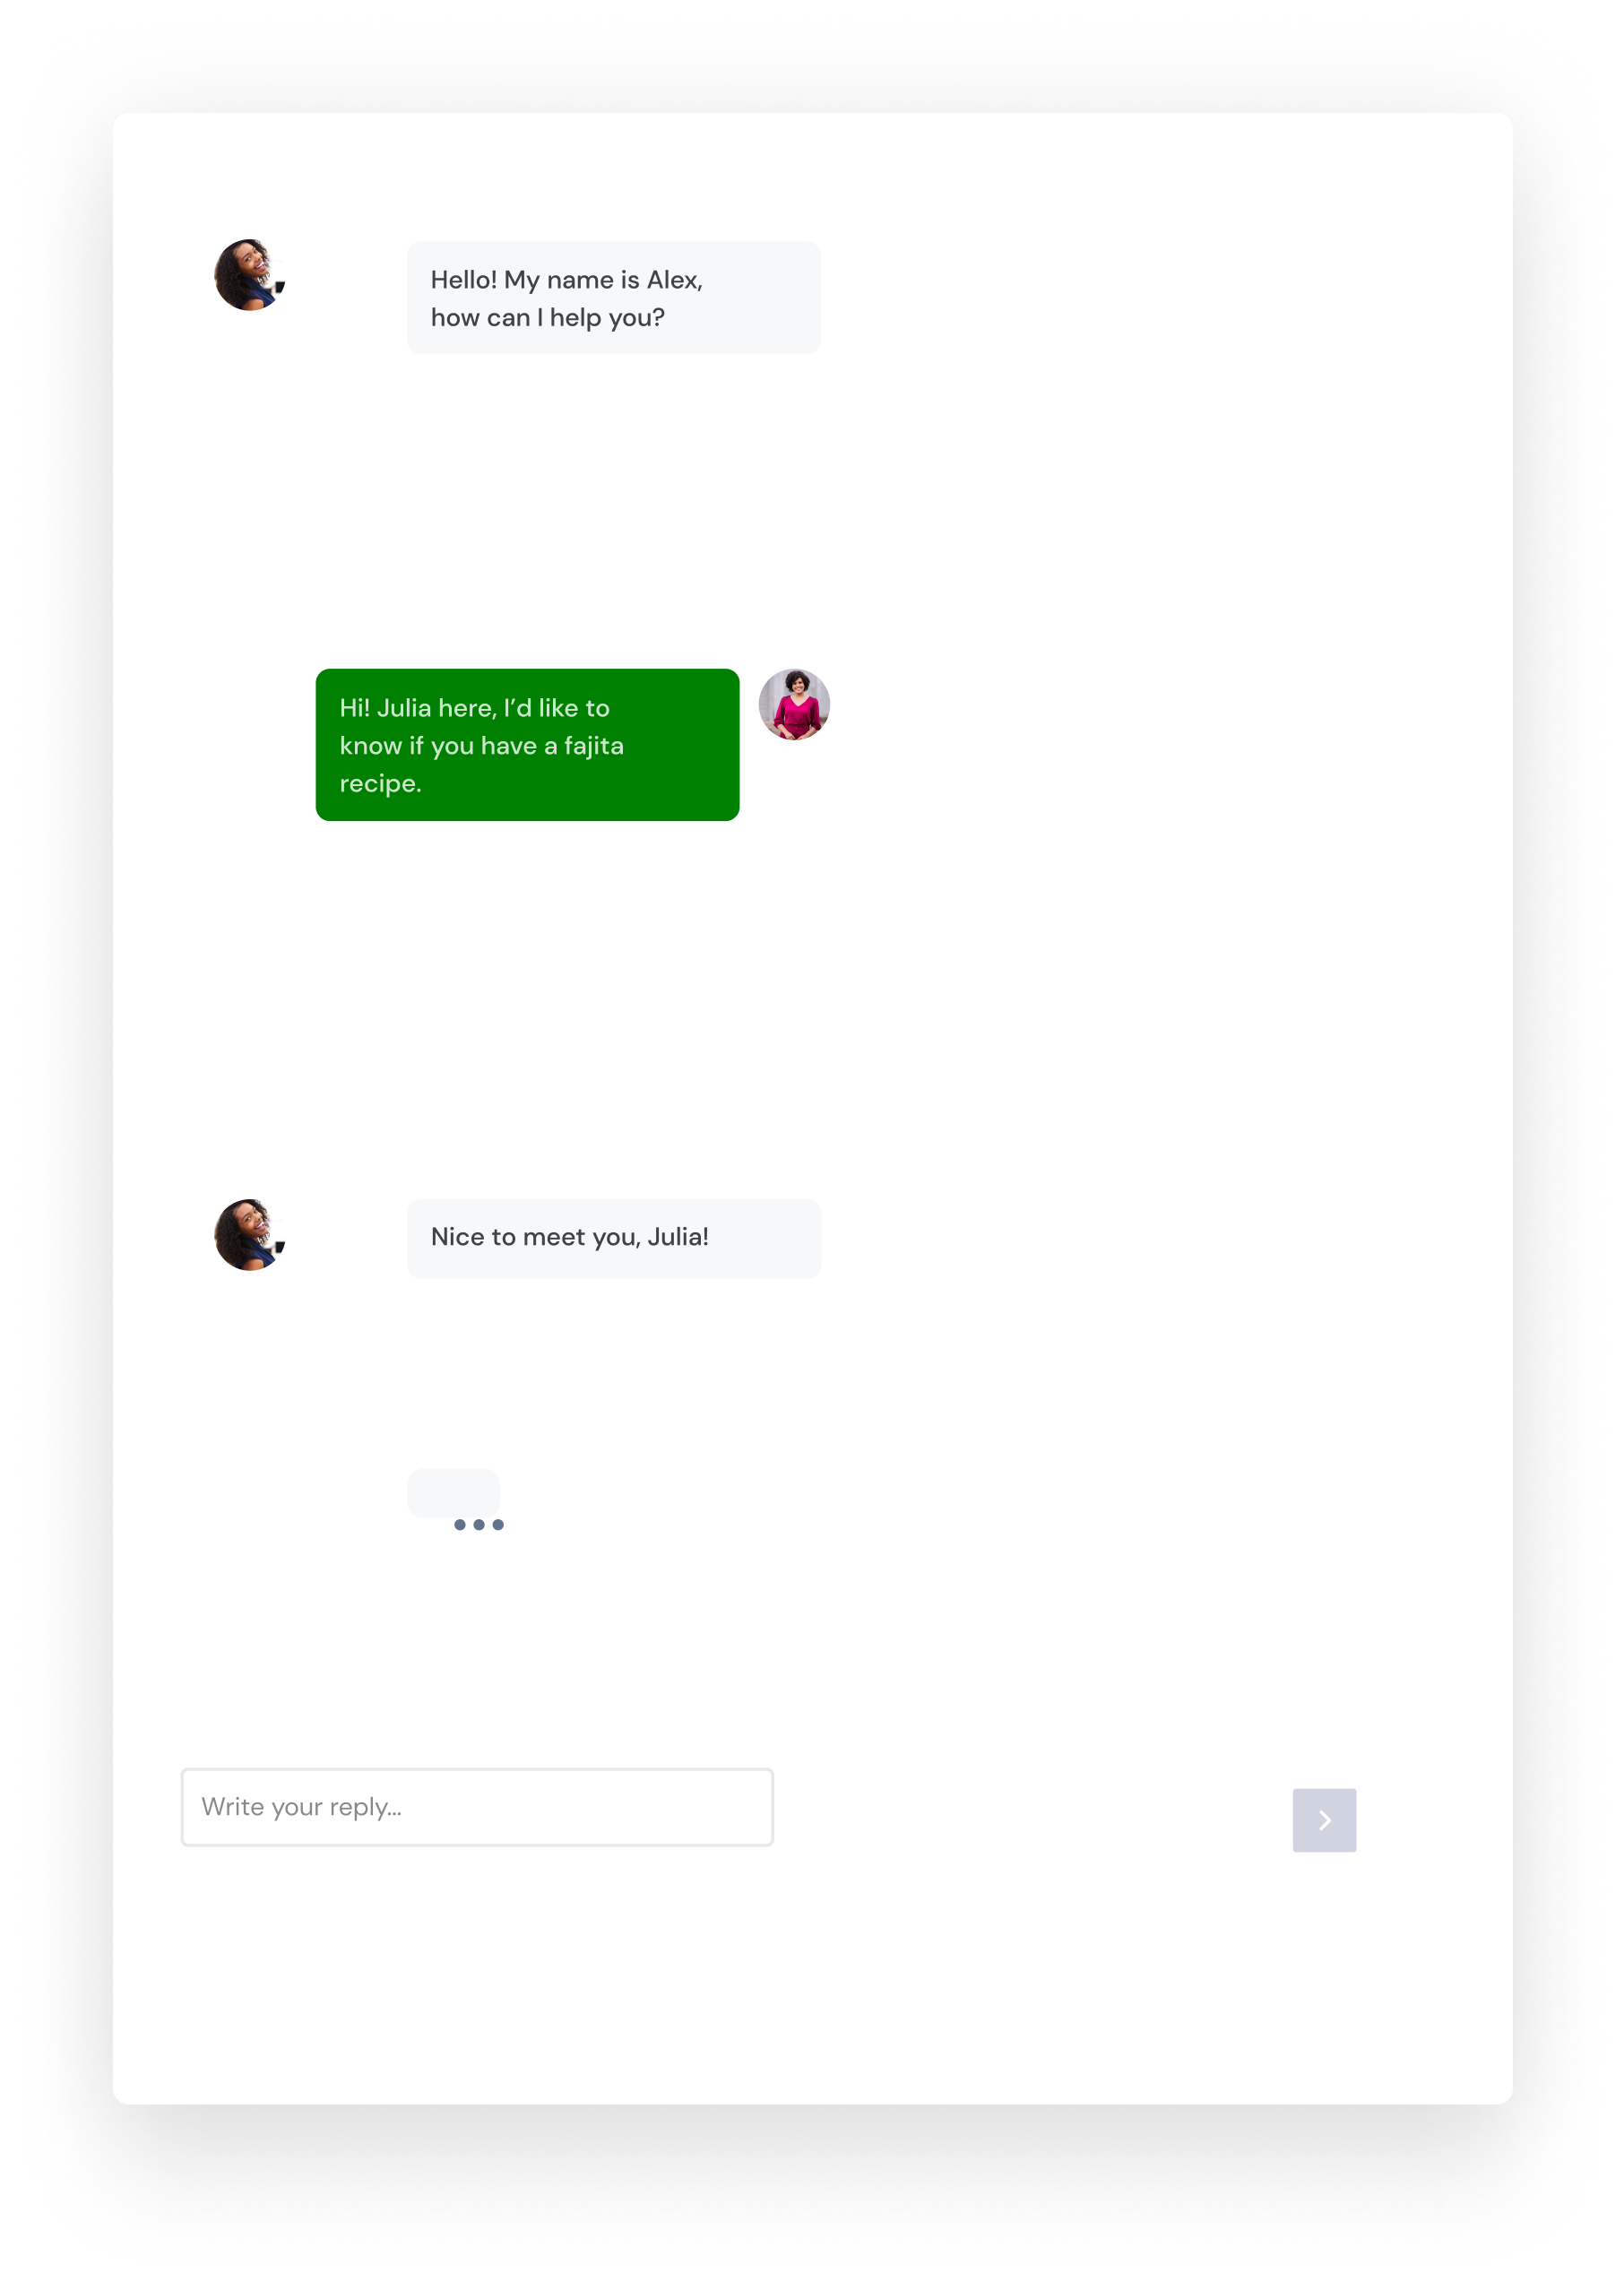 Hello! My name is Alex,
how can I help you?
Hi! Julia here, I’d like to
know if you have a fajita
recipe.
Nice to meet you, Julia!
Write your reply...